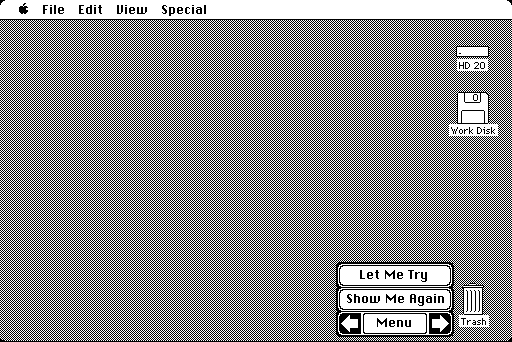 File Edit View Special
HD 20
Work Disk
Let Me Try
Show Me Again
Menu
Trash